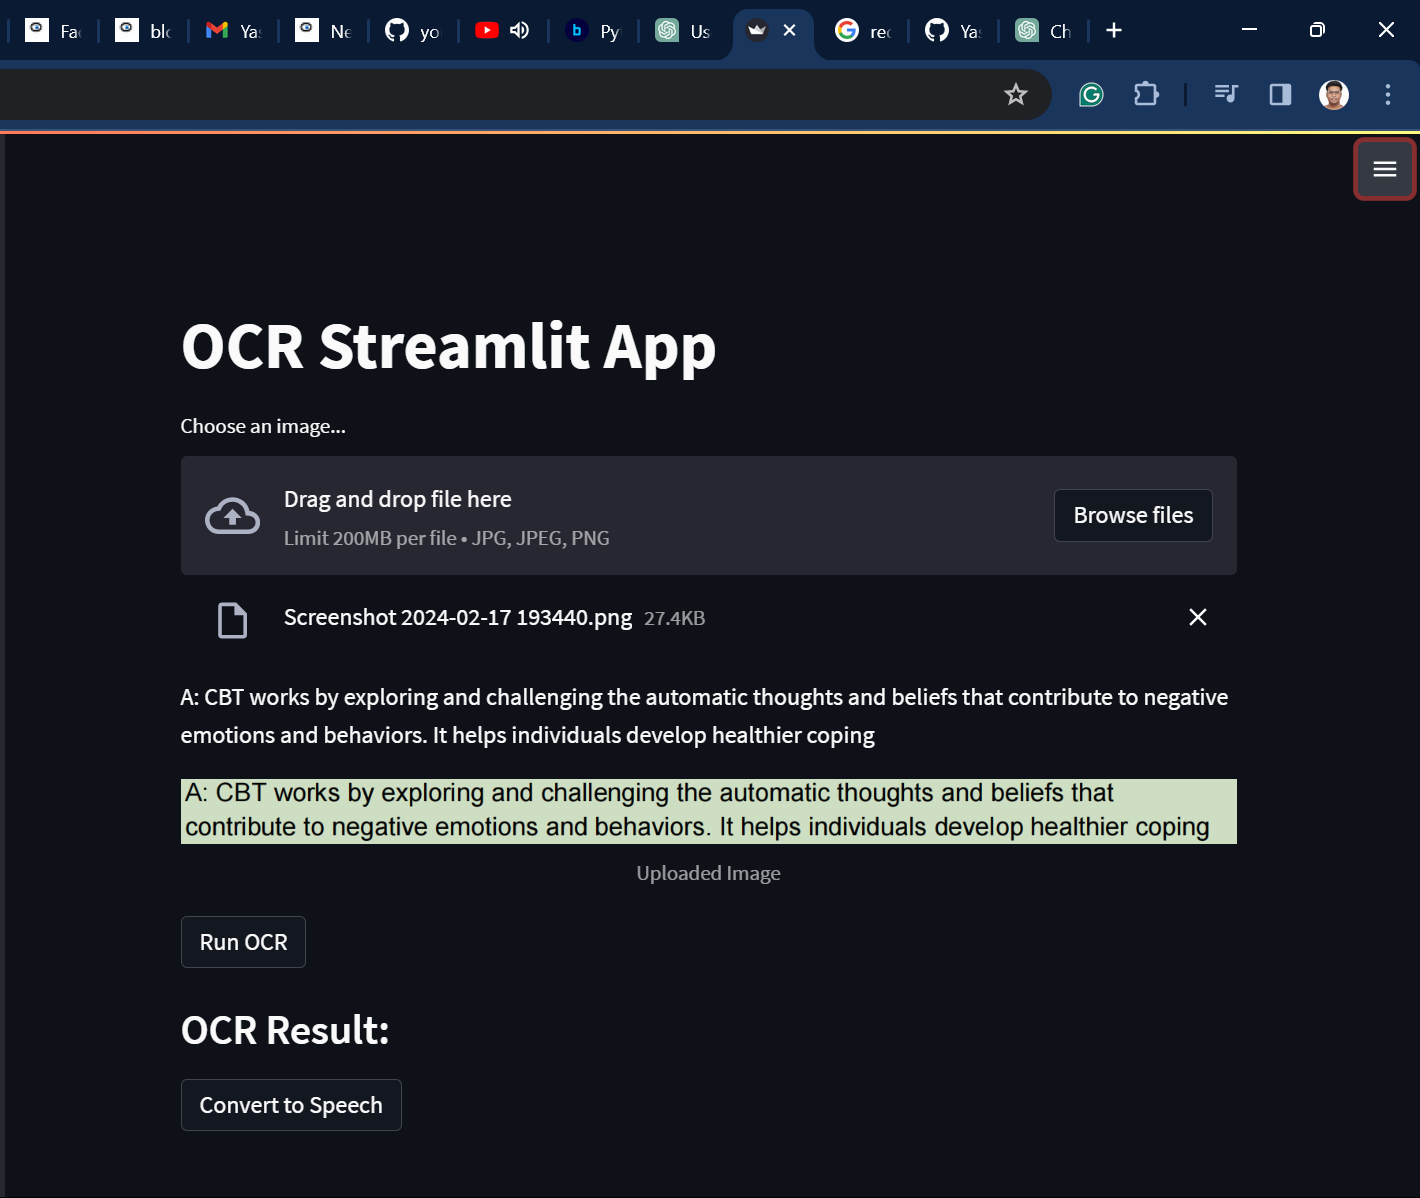 Fa
blo
Ya
Ne
yo
Py
Us
rec
Ya
Ch
OCR Streamlit App
Choose an image...
Drag and drop file here
Limit 200MB per file • JPG, JPEG, PNG
Browse files
Screenshot 2024-02-17 193440.png 27.4KB
A: CBT works by exploring and challenging the automatic thoughts and beliefs that contribute to negative
emotions and behaviors. It helps individuals develop healthier coping
A: CBT works by exploring and challenging the automatic thoughts and beliefs that
contribute to negative emotions and behaviors. It helps individuals develop healthier coping
Uploaded Image
Run OCR
OCR Result:
Convert to Speech